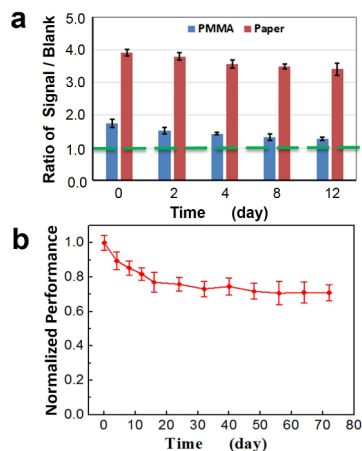 a
PMMA Paper
Ratio of Signal / Blank
5.0
4.0
3.0
2.0
1.0
0.0
0 2 4 8 12
Time (day)
b
Normalized Performance
1.0
0.8
0.6
0.4
0.2
0.0
0 10 20 30 40 50 60 70 80
Time (day)